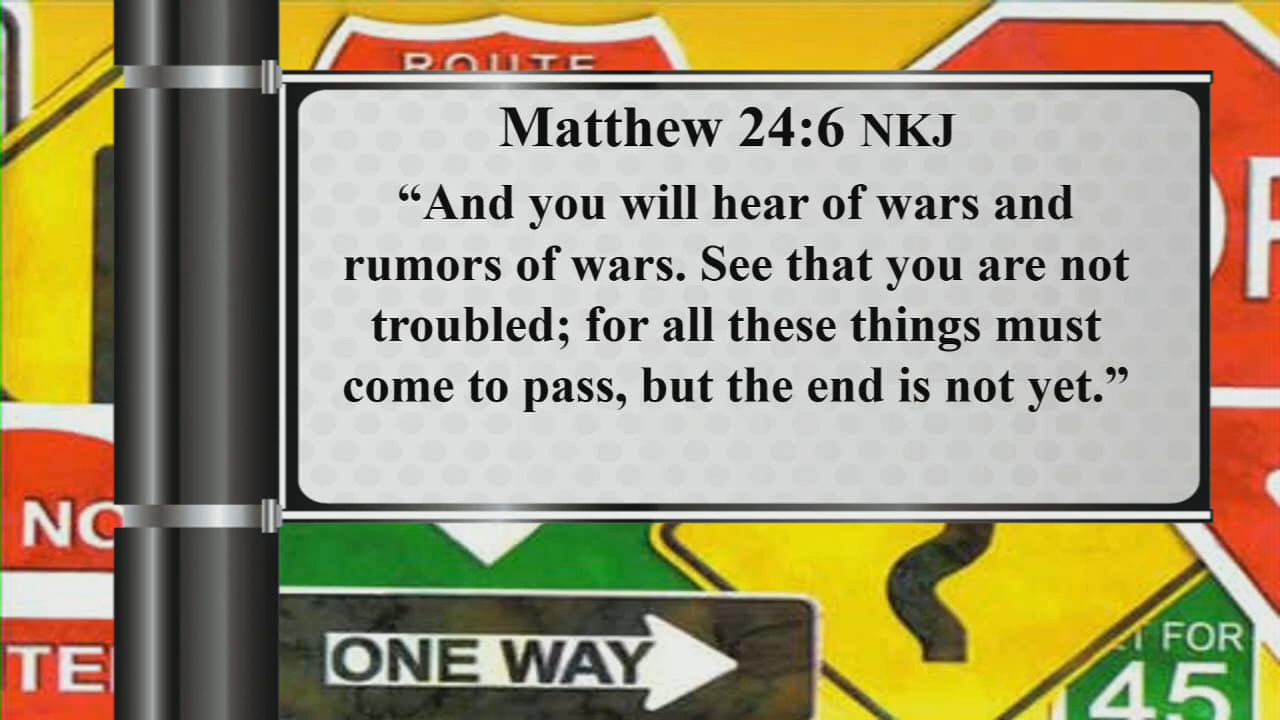 ROUTE
Matthew 24:6 NKJ
“And you will hear of wars and
rumors of wars. See that you are not
troubled; for all these things must
come to pass, but the end is not yet.”
NO
ONE WAY
FOR
45